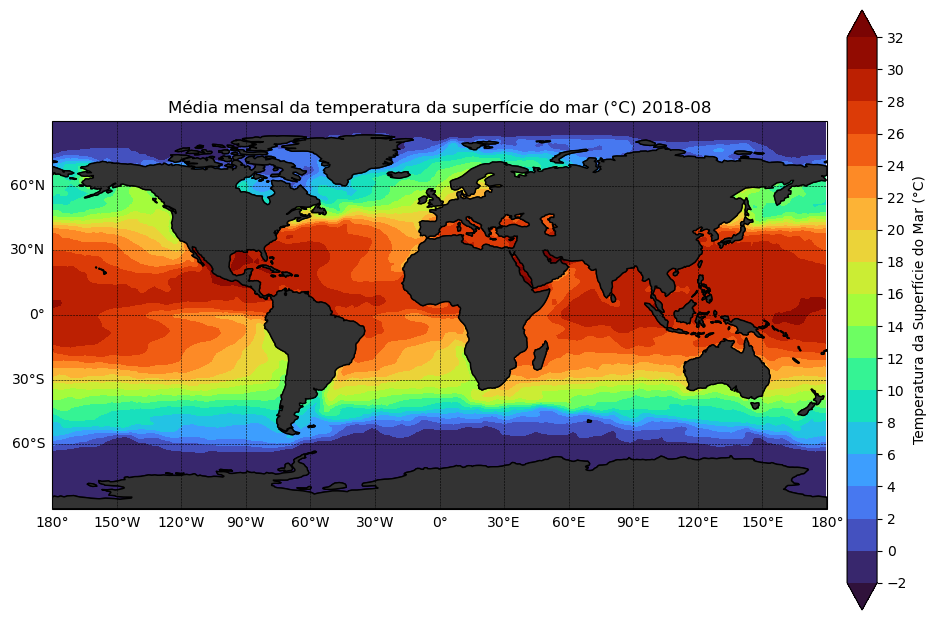 Média mensal da temperatura da superfície do mar (°C) 2018-08
60°N
30°N
0°
30°S
60°S
180°
150°W
120°W
90°W
60°W
30°W
0°
30°E
60°E
90°E
120°E
150°E
180°
32
30
28
26
24
22
20
18
16
14
12
10
8
6
4
2
0
−2
Temperatura da Superfície do Mar (°C)